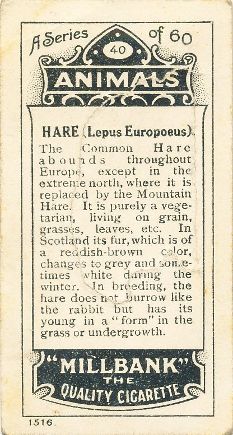 A Series of 60
40
ANIMALS
HARE (Lepus Europoeus).
The Common Hare
abounds throughout
Europe, except in the
extreme north, where it is
replaced by the Mountain
Hare. It is purely a vege-
tarian, living on grain,
grasses, leaves, etc. In
Scotland its fur, which is of
a reddish-brown color,
changes to grey and some-
times white during the
winter. In breeding, the
hare does not burrow like
the rabbit but has its
young in a "form" in the
grass or undergrowth.
"MILLBANK"
THE
QUALITY CIGARETTE
1516.